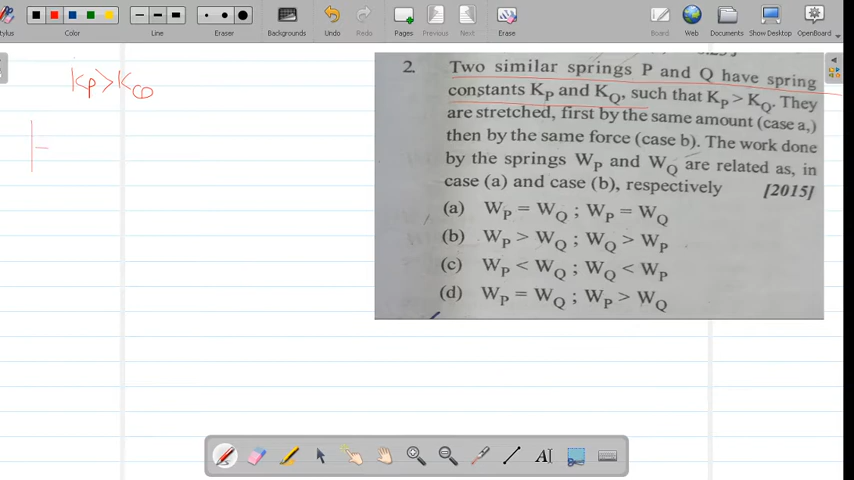 Color
Line
Eraser
Backgrounds
Undo
Redo
Pages
Previous
Next
Erase
Board
Web
Documents
Show Desktop
OpenBoard
KP>KQ
2. Two similar springs P and Q have spring
constants KP and KQ, such that KP > KQ. They
are stretched, first by the same amount (case a,)
then by the same force (case b). The work done
by the springs WP and WQ are related as, in
case (a) and case (b), respectively [2015]
(a) WP = WQ ; WP = WQ
(b) WP > WQ ; WQ > WP
(c) WP < WQ ; WQ < WP
(d) WP = WQ ; WP > WQ